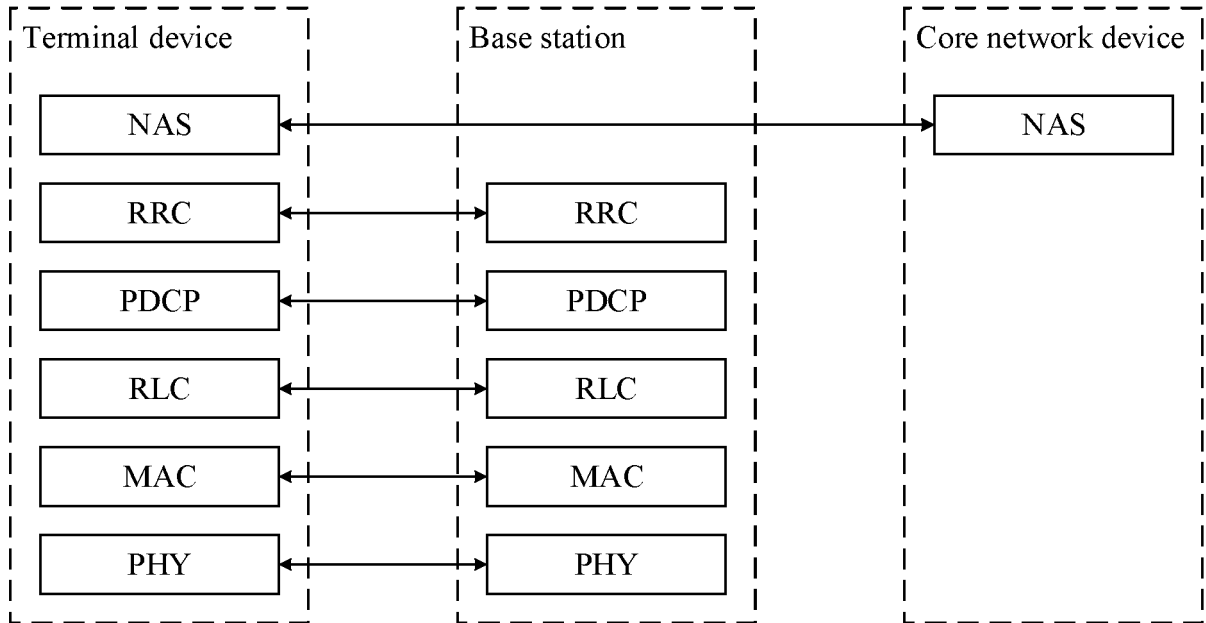 Terminal device
Base station
Core network device
NAS
NAS
RRC
RRC
PDCP
PDCP
RLC
RLC
MAC
MAC
PHY
PHY